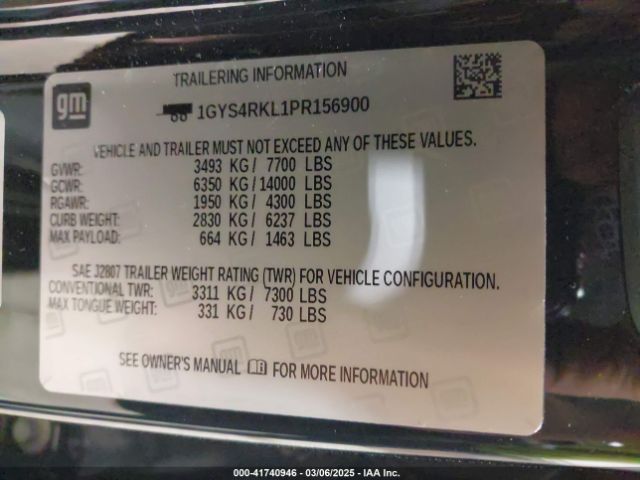 gm
TRAILERING INFORMATION
1GYS4RKL1PR156900
VEHICLE AND TRAILER MUST NOT EXCEED ANY OF THESE VALUES.
GVWR: 3493 KG/ 7700 LBS
GCWR: 6350 KG/14000 LBS
RGAWR: 1950 KG/ 4300 LBS
CURB WEIGHT: 2830 KG/ 6237 LBS
MAX PAYLOAD: 664 KG/ 1463 LBS
SAE J2807 TRAILER WEIGHT RATING (TWR) FOR VEHICLE CONFIGURATION.
CONVENTIONAL TWR: 3311 KG/ 7300 LBS
MAX TONGUE WEIGHT: 331 KG/ 730 LBS
SEE OWNER'S MANUAL FOR MORE INFORMATION
000-41740946 - 03/06/2025 - IAA Inc.